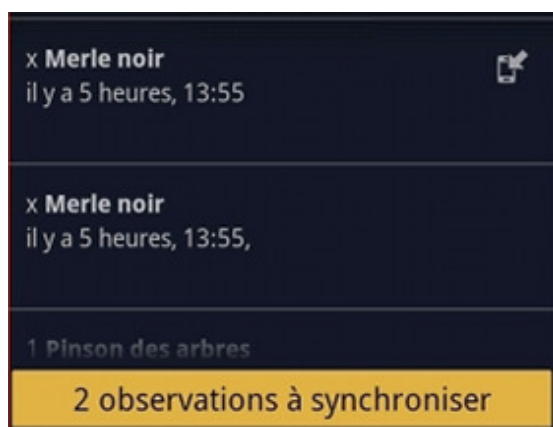 x Merle noir
il y a 5 heures, 13:55
x Merle noir
il y a 5 heures, 13:55,
1 Pinson des arbres
2 observations à synchroniser